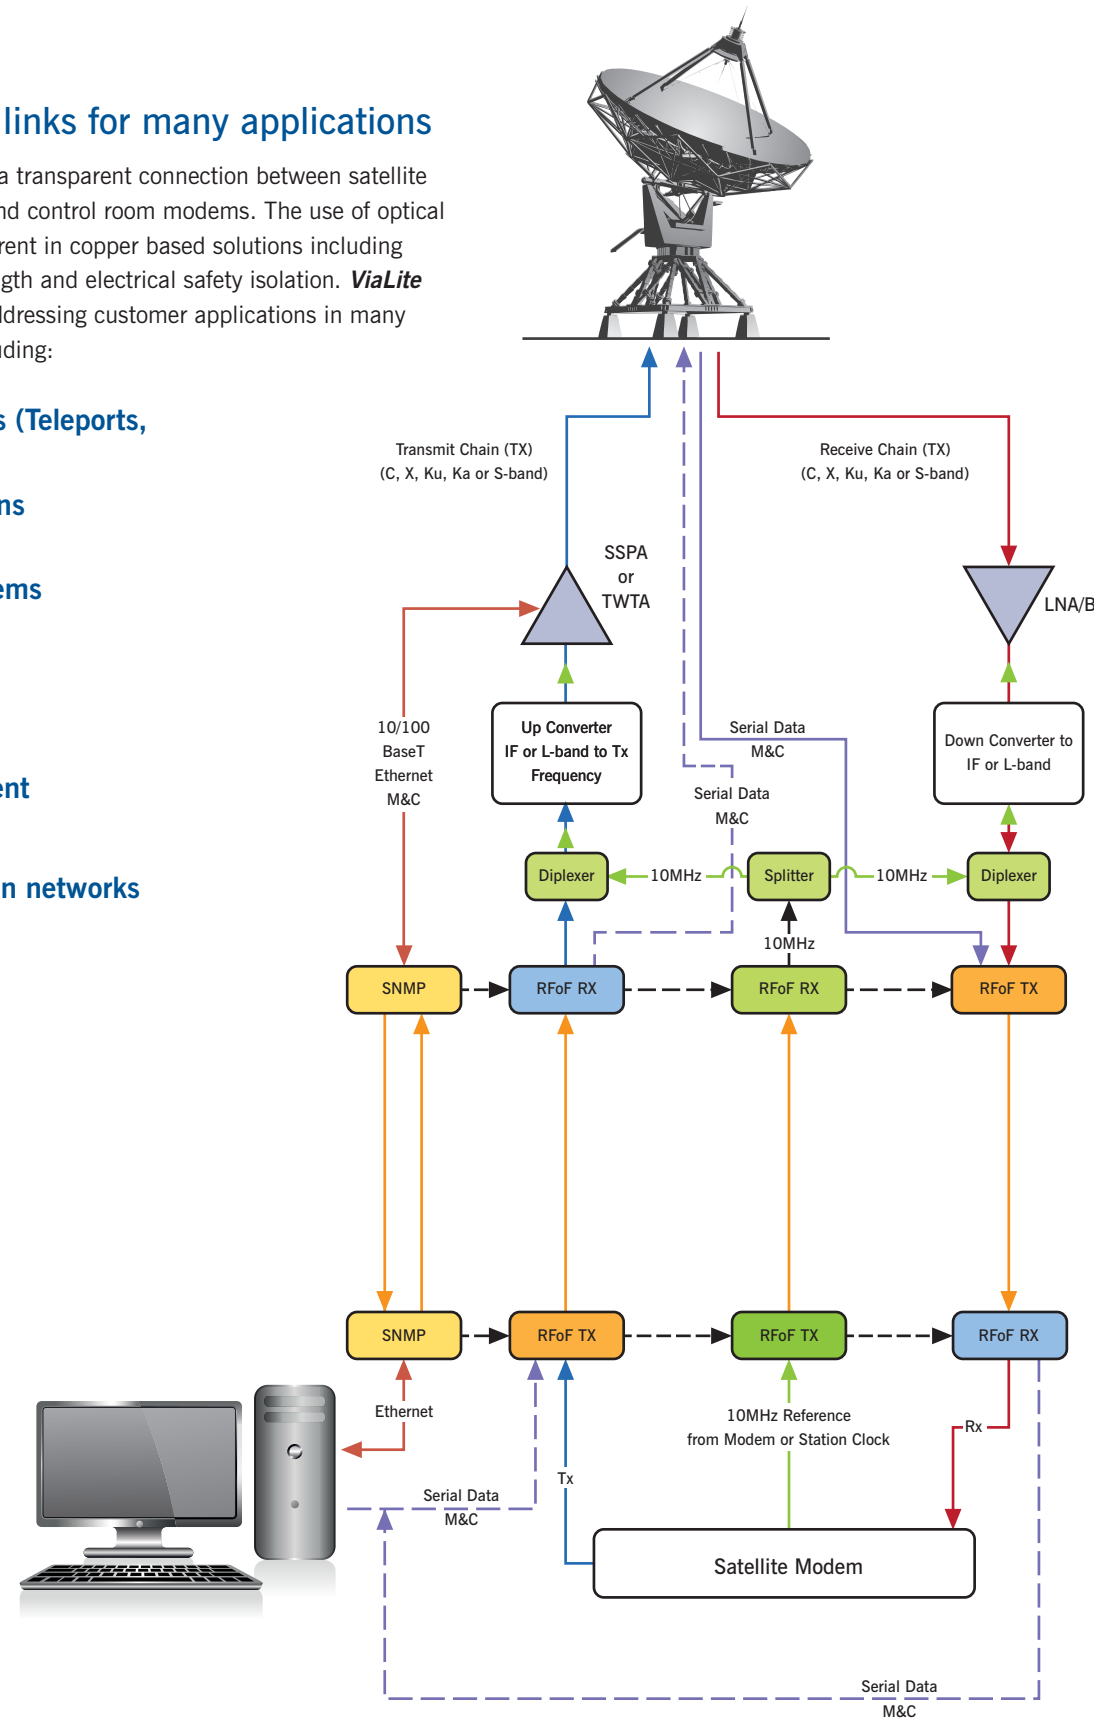 links for many applications
a transparent connection between satellite
nd control room modems. The use of optical
rent in copper based solutions including
gth and electrical safety isolation. ViaLite
ddressing customer applications in many
uding:
s (Teleports,
ns
ems
ent
n networks
Transmit Chain (TX)
(C, X, Ku, Ka or S-band)
Receive Chain (TX)
(C, X, Ku, Ka or S-band)
SSPA
or
TWTA
LNA/B
10/100
BaseT
Ethernet
M&C
Up Converter
IF or L-band to Tx
Frequency
Serial Data
M&C
Serial Data
M&C
Down Converter to
IF or L-band
Diplexer
10MHz
Splitter
10MHz
Diplexer
10MHz
SNMP
RFoF RX
RFoF RX
RFoF TX
SNMP
RFoF TX
RFoF TX
RFoF RX
Ethernet
10MHz Reference
from Modem or Station Clock
Rx
Tx
Serial Data
M&C
Satellite Modem
Serial Data
M&C